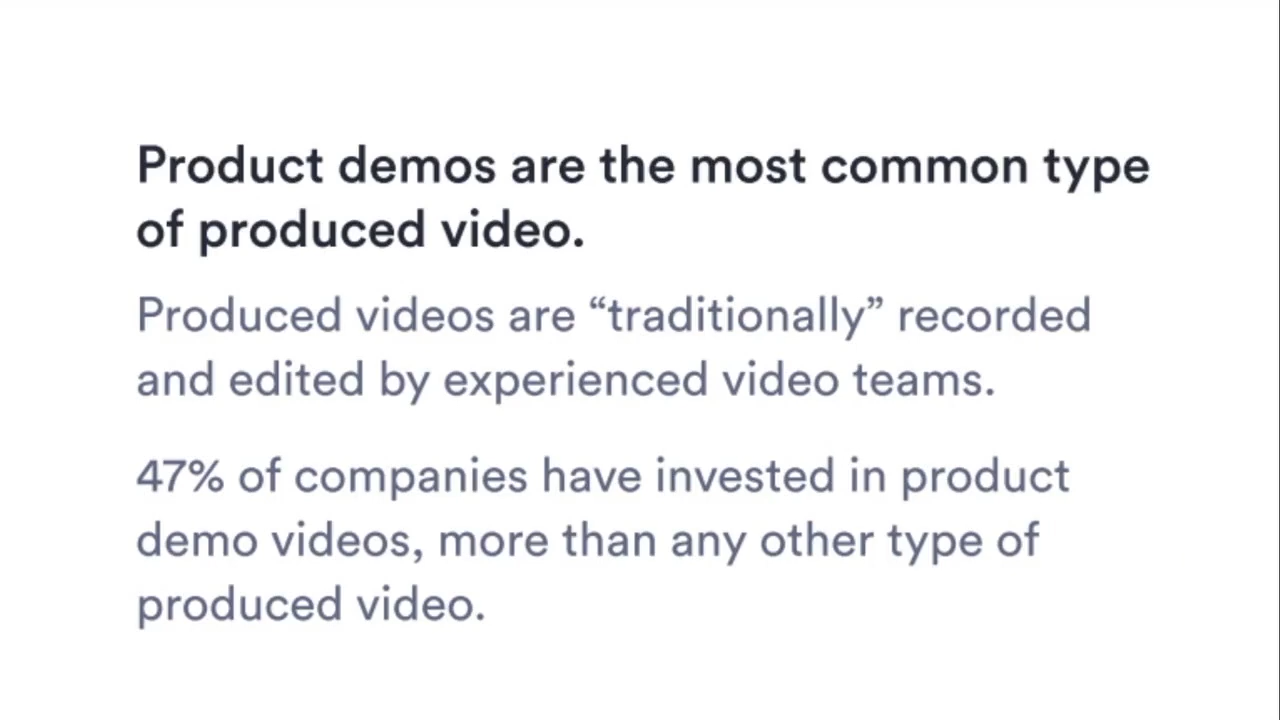 Product demos are the most common type
of produced video.
Produced videos are “traditionally” recorded
and edited by experienced video teams.
47% of companies have invested in product
demo videos, more than any other type of
produced video.